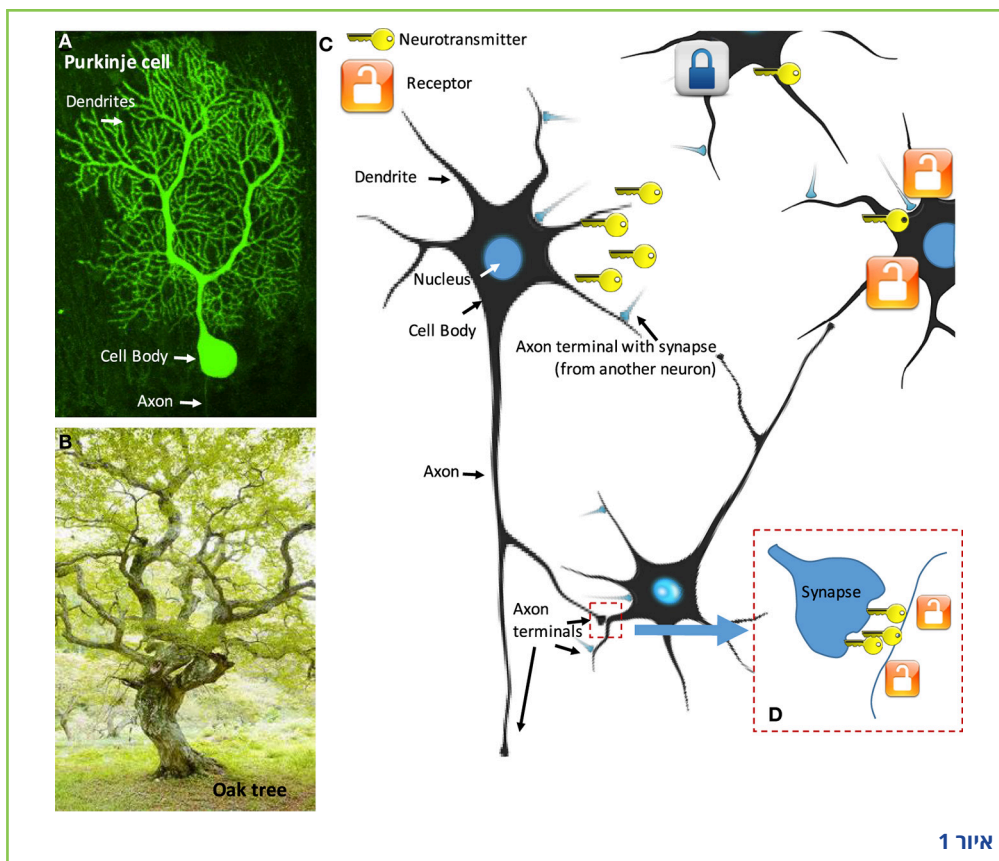 A
Purkinje cell
Dendrites
Cell Body
Axon
B
Oak tree
C
Neurotransmitter
Receptor
Dendrite
Nucleus
Cell Body
Axon terminal with synapse
(from another neuron)
Axon
Axon
terminals
Synapse
D
איור 1